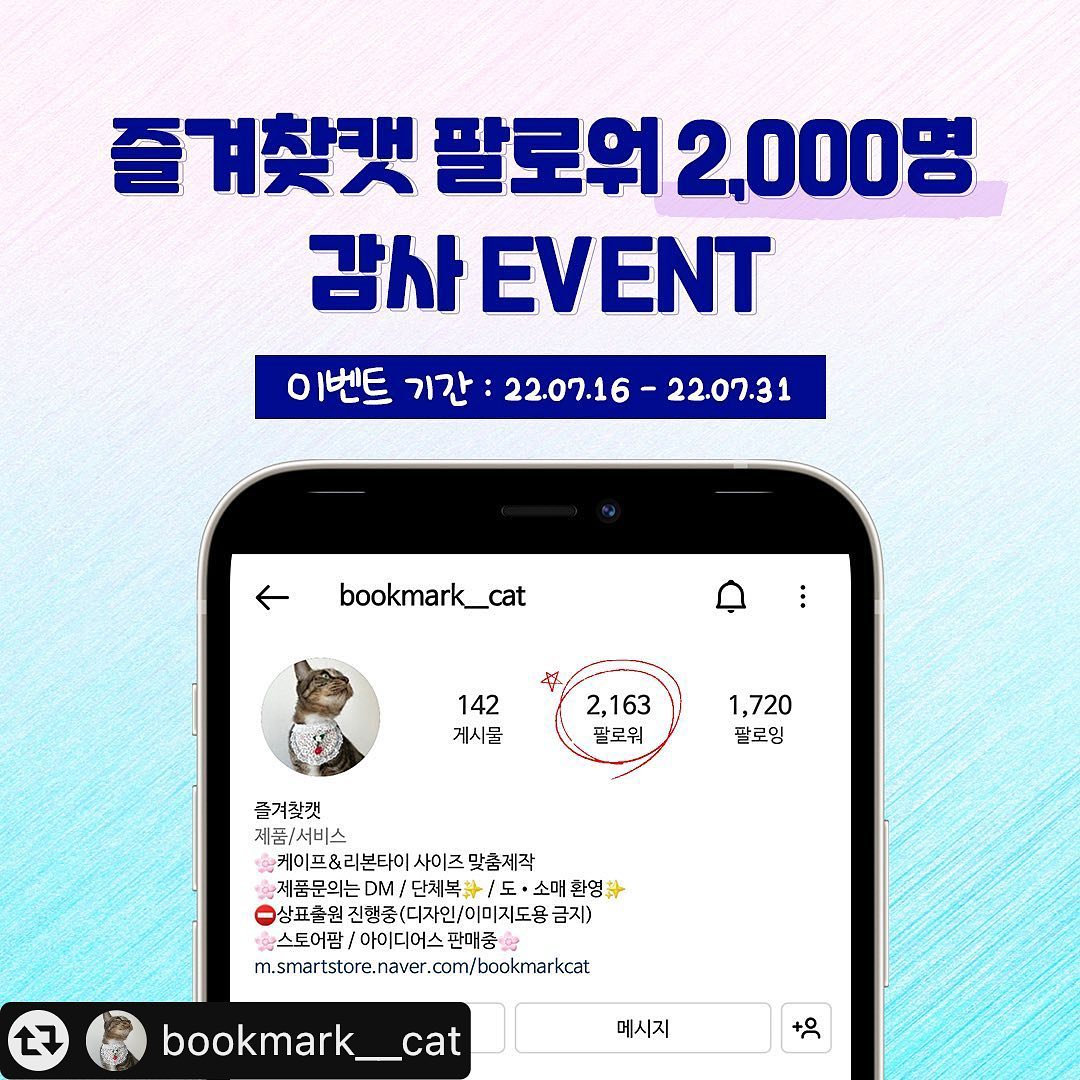 즐겨찾캣 팔로워 2,000명
감사 EVENT
이벤트 기간 : 22.07.16 - 22.07.31
bookmark__cat
142
게시물
2,163
팔로워
1,720
팔로잉
즐겨찾캣
제품/서비스
🌸케이프&리본타이 사이즈 맞춤제작
🌸제품문의는 DM / 단체복✨ / 도•소매 환영✨
⛔상표출원 진행중(디자인/이미지도용 금지)
🌸스토어팜 / 아이디어스 판매중🌸
m.smartstore.naver.com/bookmarkcat
메시지
bookmark__cat